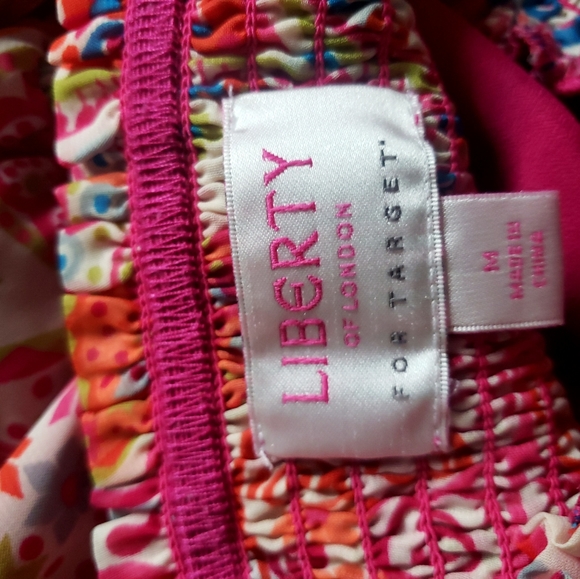 LIBERTY
OF LONDON
FOR TARGET
M
MADE IN
CHINA